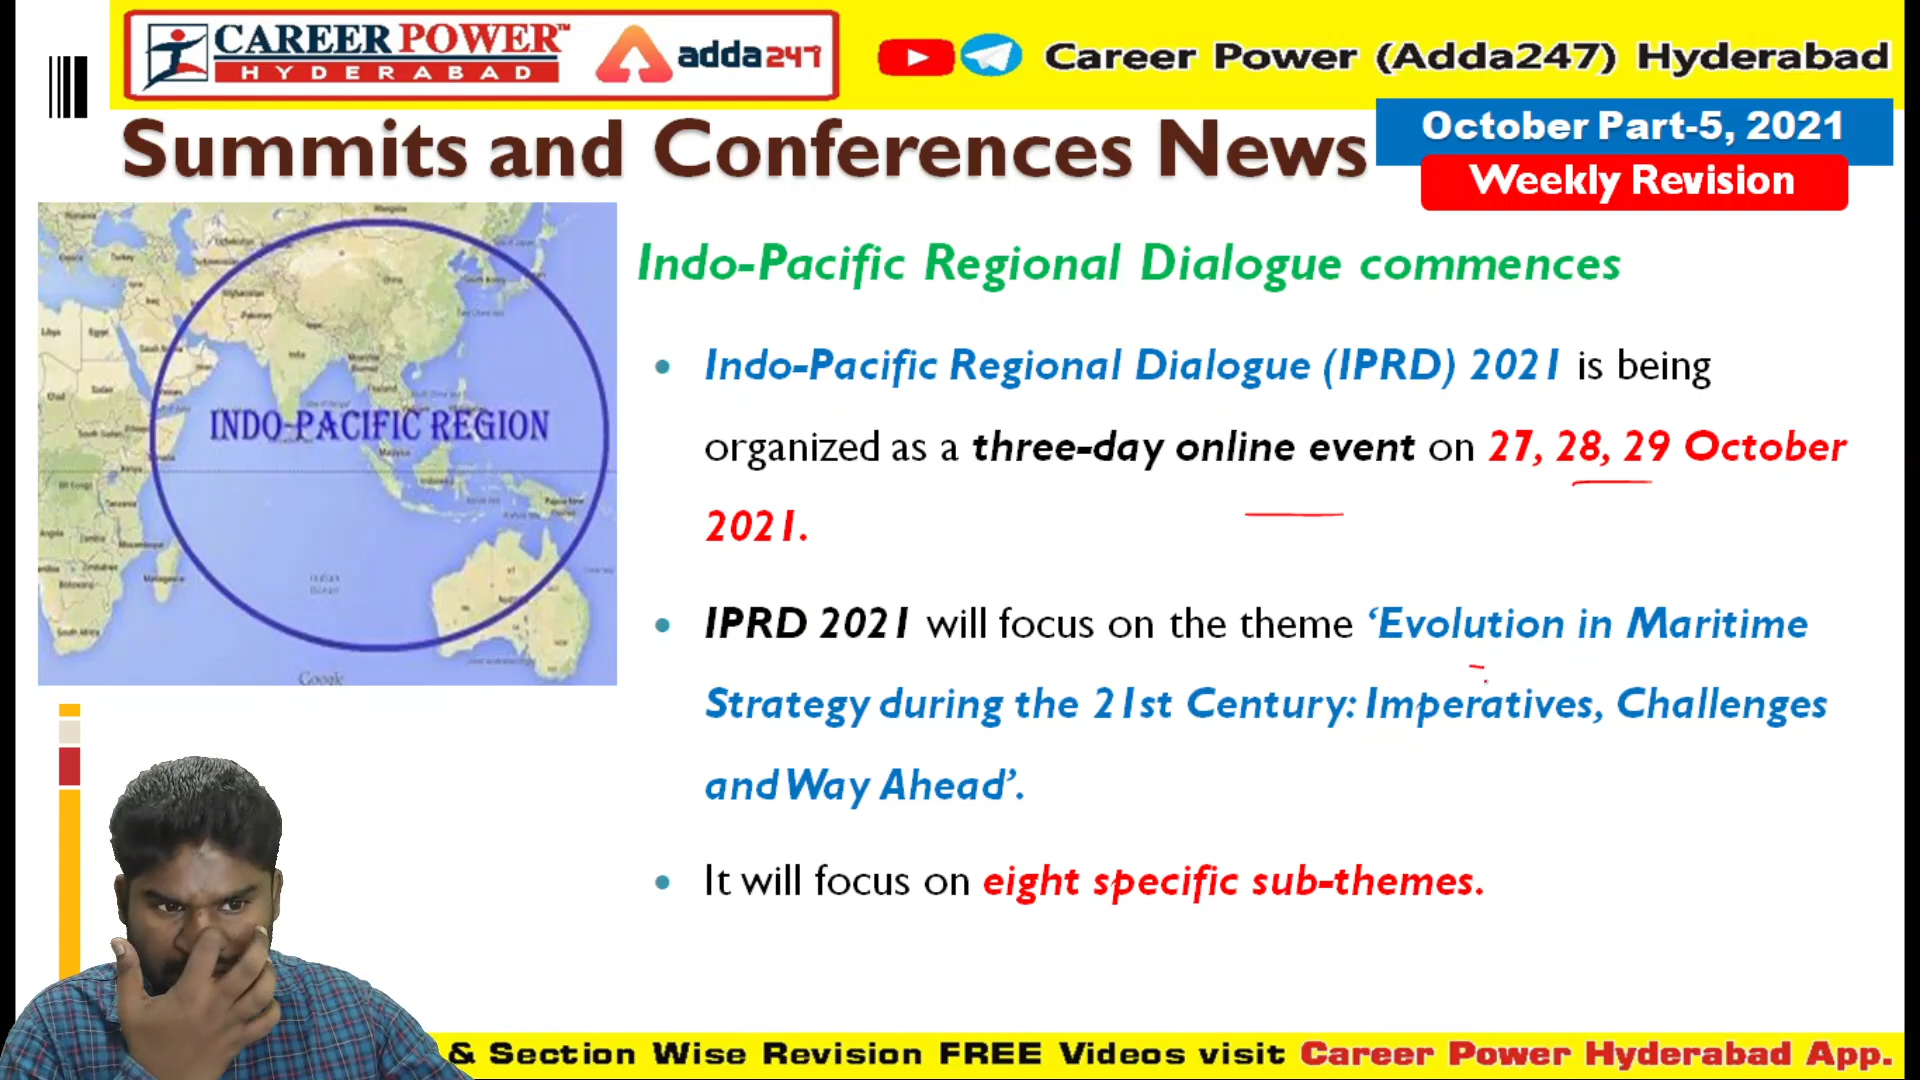 CAREER POWER™
HYDERABAD
adda247
Career Power (Adda247) Hyderabad
Summits and Conferences News
October Part-5, 2021
Weekly Revision
INDO-PACIFIC REGION
India
China
Google
Indo-Pacific Regional Dialogue commences
• Indo-Pacific Regional Dialogue (IPRD) 2021 is being
organized as a three-day online event on 27, 28, 29 October
2021.
• IPRD 2021 will focus on the theme ‘Evolution in Maritime
Strategy during the 21st Century: Imperatives, Challenges
and Way Ahead’.
• It will focus on eight specific sub-themes.
& Section Wise Revision FREE Videos visit Career Power Hyderabad App.